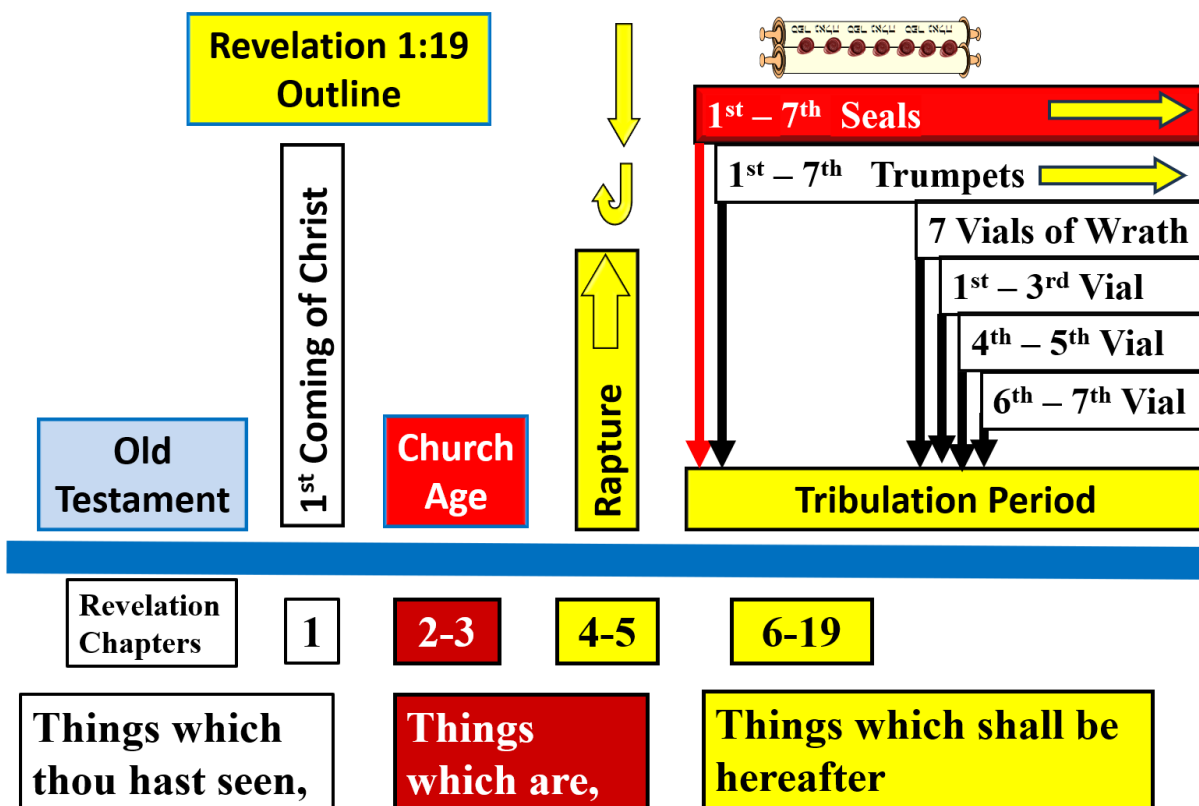 Revelation 1:19
Outline
1st – 7th Seals
1st – 7th Trumpets
7 Vials of Wrath
1st – 3rd Vial
4th – 5th Vial
6th – 7th Vial
Old
Testament
1st Coming of Christ
Church
Age
Rapture
Tribulation Period
Revelation
Chapters
1
2-3
4-5
6-19
Things which
thou hast seen,
Things
which are,
Things which shall be
hereafter